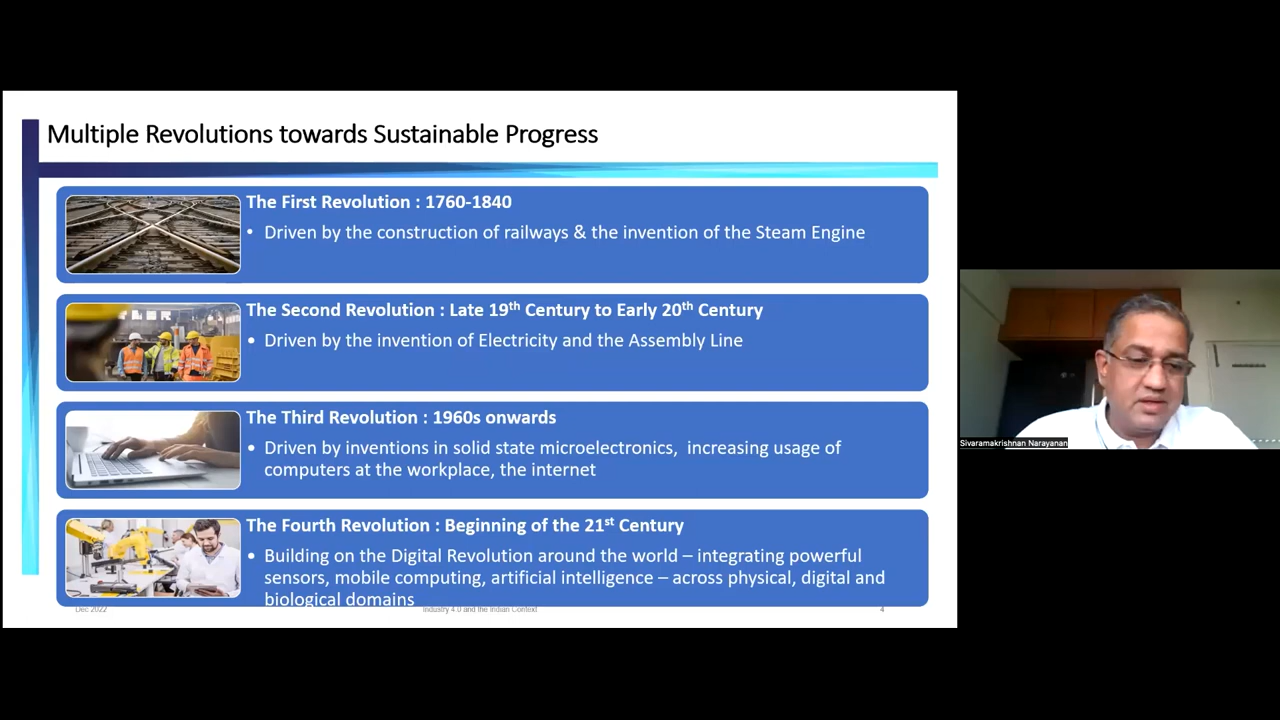 Multiple Revolutions towards Sustainable Progress
The First Revolution : 1760-1840
• Driven by the construction of railways & the invention of the Steam Engine
The Second Revolution : Late 19th Century to Early 20th Century
• Driven by the invention of Electricity and the Assembly Line
The Third Revolution : 1960s onwards
• Driven by inventions in solid state microelectronics, increasing usage of
computers at the workplace, the internet
The Fourth Revolution : Beginning of the 21st Century
• Building on the Digital Revolution around the world – integrating powerful
sensors, mobile computing, artificial intelligence – across physical, digital and
biological domains
Dec 2022
Industry 4.0 and the Indian Context
4
Sivaramakrishnan Narayanan